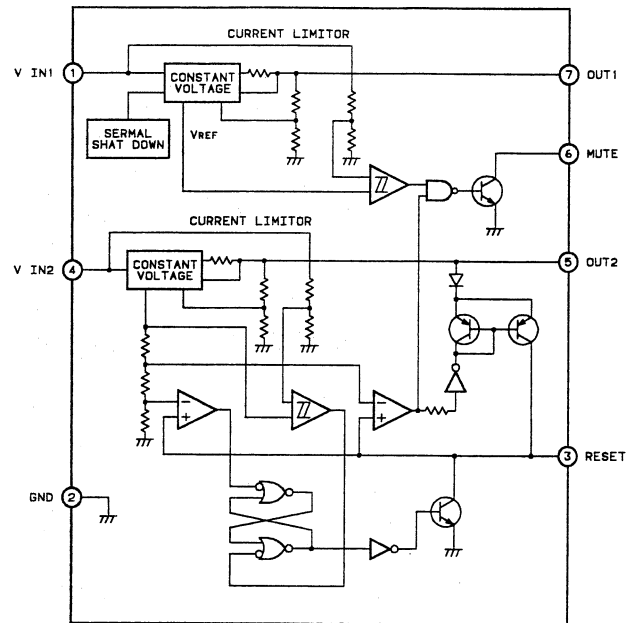 CURRENT LIMITOR
V IN1
1
CONSTANT
VOLTAGE
7
OUT1
SERMAL
SHAT DOWN
VREF
6
MUTE
CURRENT LIMITOR
V IN2
4
CONSTANT
VOLTAGE
5
OUT2
-
+
-
+
3
RESET
GND
2